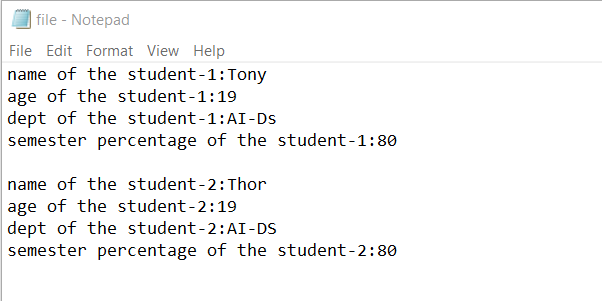 file - Notepad
File Edit Format View Help
name of the student-1:Tony
age of the student-1:19
dept of the student-1:AI-Ds
semester percentage of the student-1:80
name of the student-2:Thor
age of the student-2:19
dept of the student-2:AI-DS
semester percentage of the student-2:80